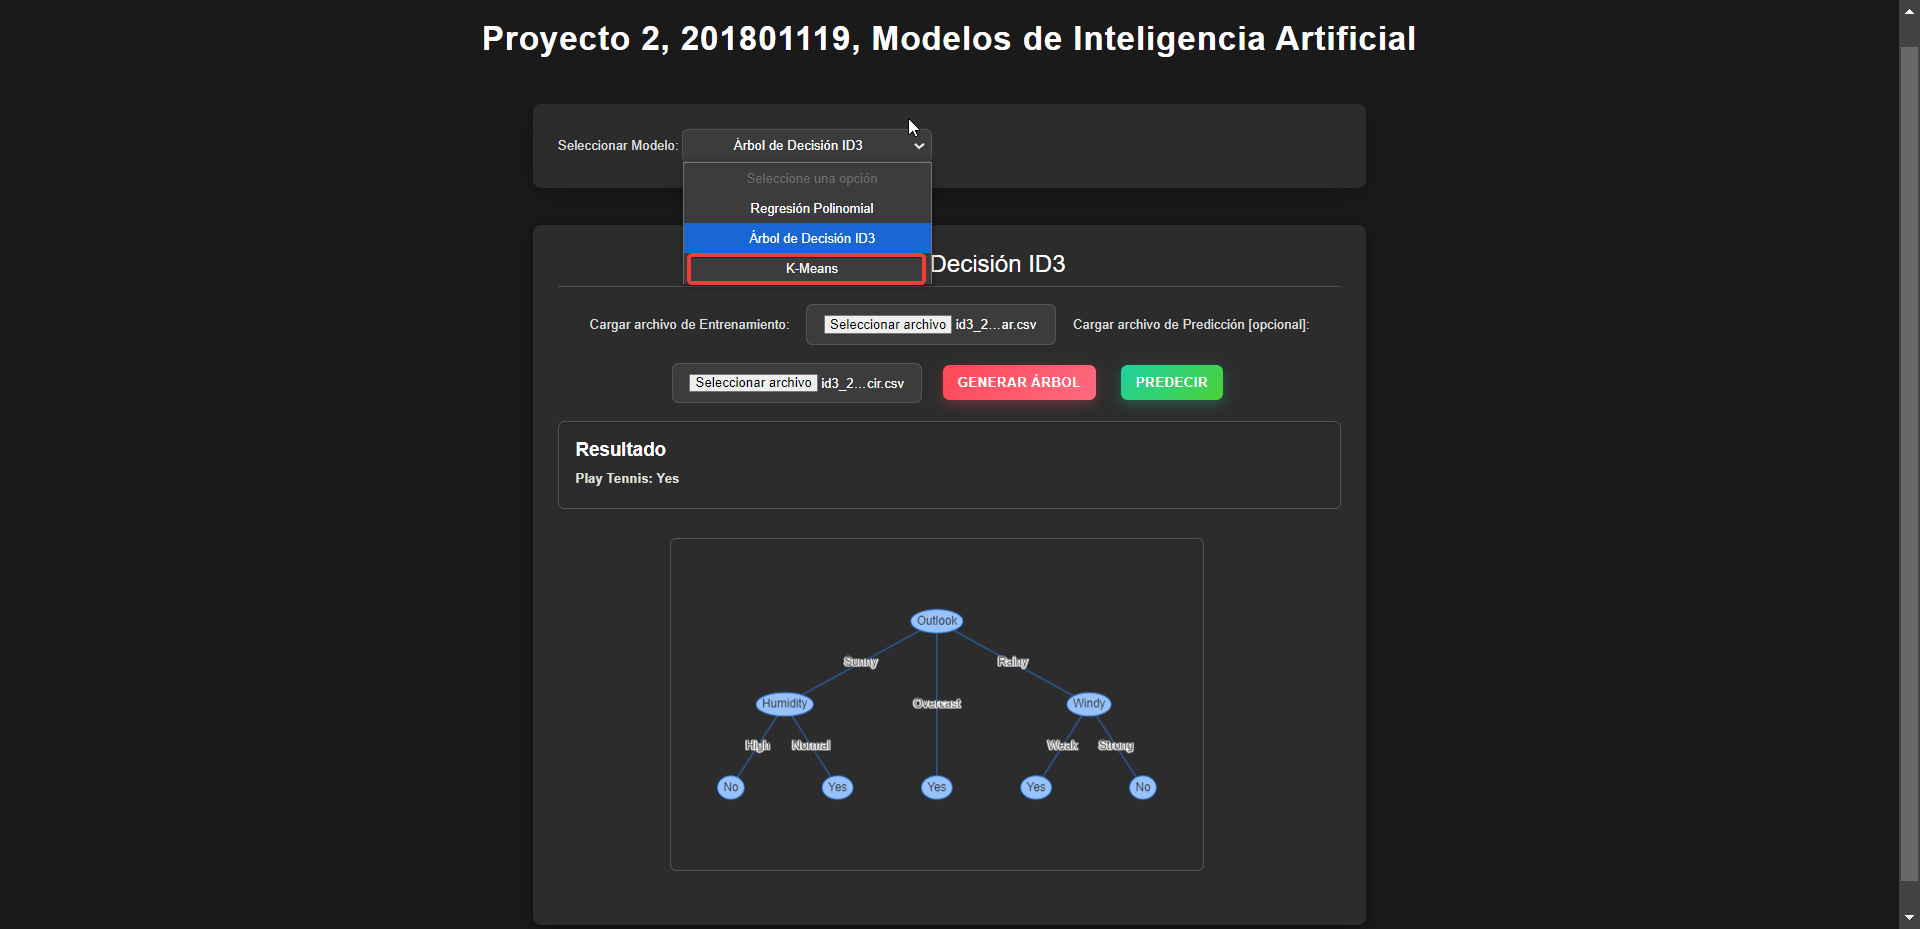 Proyecto 2, 201801119, Modelos de Inteligencia Artificial
Seleccionar Modelo:
Árbol de Decisión ID3
Seleccione una opción
Regresión Polinomial
Árbol de Decisión ID3
K-Means
Decisión ID3
Cargar archivo de Entrenamiento:
Seleccionar archivo id3_2...ar.csv
Cargar archivo de Predicción [opcional]:
Seleccionar archivo id3_2...cir.csv
GENERAR ÁRBOL
PREDECIR
Resultado
Play Tennis: Yes
Outlook
Sunny
Rainy
Humidity
Overcast
Windy
High
Normal
Weak
Strong
No
Yes
Yes
Yes
No